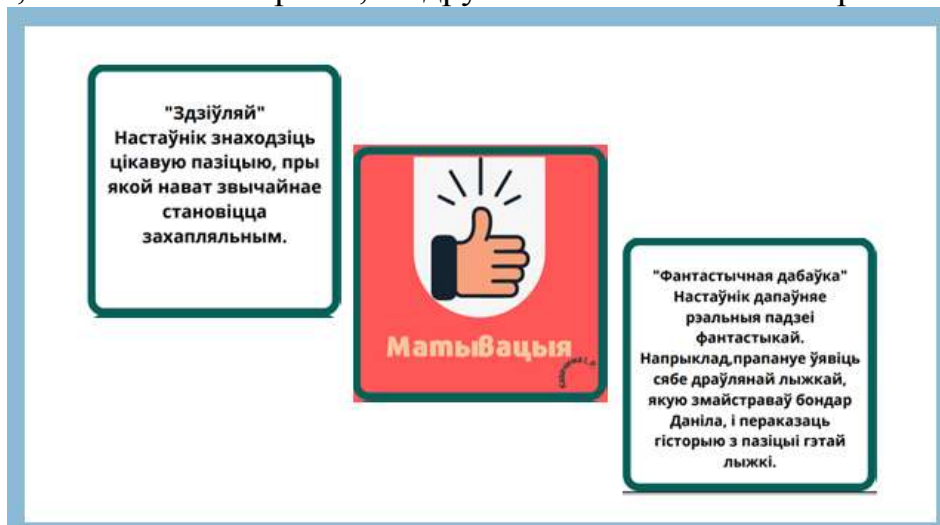 "Здзіўляй"
Настаўнік знаходзіць
цікавую пазіцыю, пры
якой нават звычайнае
становіцца
захапляльным.
Матывацыя
"Фантастычная дабаўка"
Настаўнік дапаўняе
рэальныя падзеі
фантастыкай.
Напрыклад,прапануе ўявіць
сябе драўлянай лыжкай,
якую змайстраваў бондар
Даніла, і пераказаць
гісторыю з пазіцыі гэтай
лыжкі.